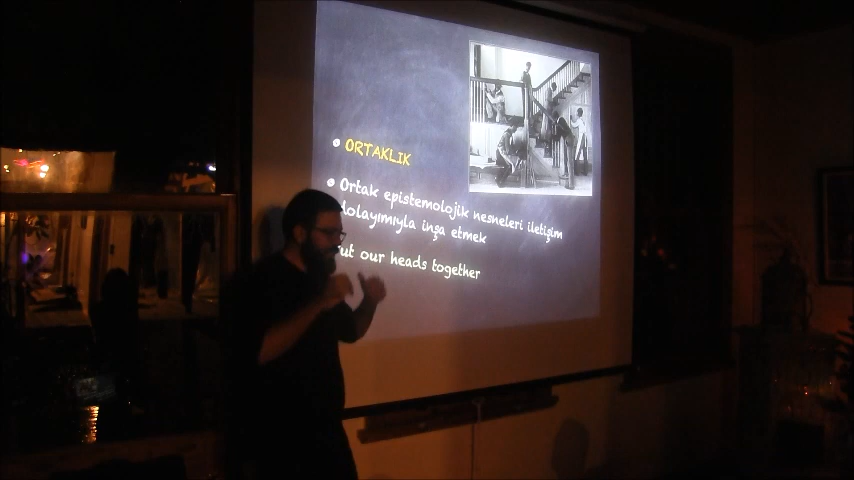 ORTAKLIK
Ortak epistemolojik nesneleri iletişim
dolayımıyla inşa etmek
ut our heads together